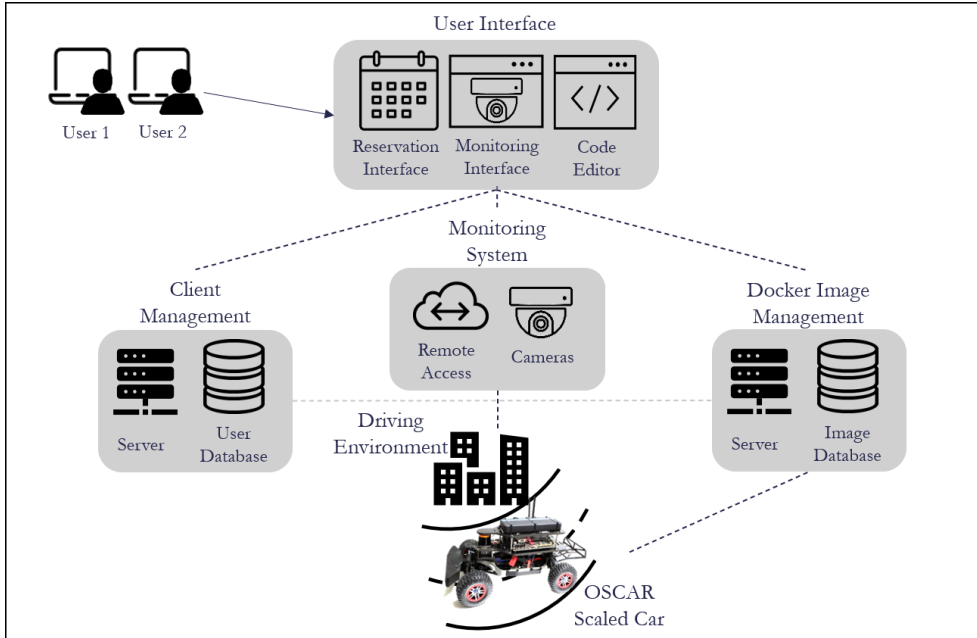 User Interface
User 1
User 2
Reservation
Interface
Monitoring
Interface
Code
Editor
Monitoring
System
Client
Management
Docker Image
Management
Remote
Access
Cameras
Server
User
Database
Driving
Environment
Server
Image
Database
OSCAR
Scaled Car